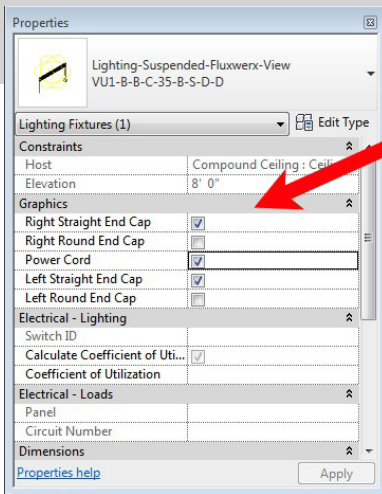 Properties
Lighting-Suspended-Fluxwerx-View
VU1-B-B-C-35-B-S-D-D
Lighting Fixtures (1) Edit Type
Constraints
Host Compound Ceiling :
Elevation 8' 0"
Graphics
Right Straight End Cap
Right Round End Cap
Power Cord
Left Straight End Cap
Left Round End Cap
Electrical - Lighting
Switch ID
Calculate Coefficient of Uti...
Coefficient of Utilization
Electrical - Loads
Panel
Circuit Number
Dimensions
Properties help Apply